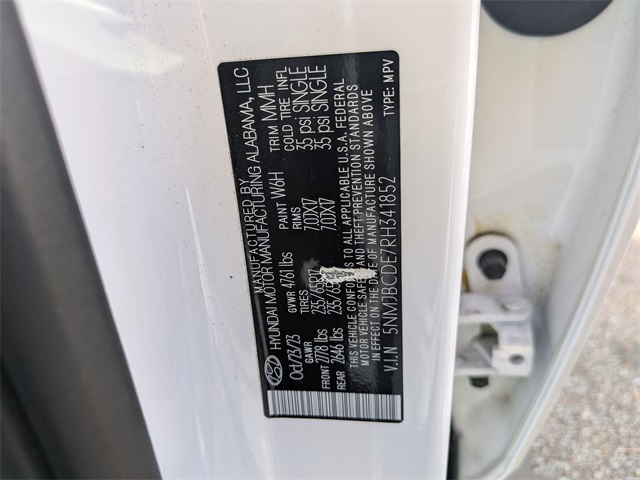 MANUFACTURED BY
HYUNDAI MOTOR MANUFACTURING ALABAMA, LLC
Oct/23/23 GVWR 4761 lbs PAINT W6H TRIM MMH
GAWR TIRES RIMS COLD TIRE INFL
FRONT 2778 lbs 235/65R17 7.0JX17 35 psi SINGLE
REAR 2646 lbs 235/65 7.0JX17 35 psi SINGLE
THIS VEHICLE CONFORMS TO ALL APPLICABLE U.S.A. FEDERAL
MOTOR VEHICLE SAFETY AND THEFT PREVENTION STANDARDS
IN EFFECT ON THE DATE OF MANUFACTURE SHOWN ABOVE
V.I.N 5NMJBCDE7RH341852 TYPE: MPV